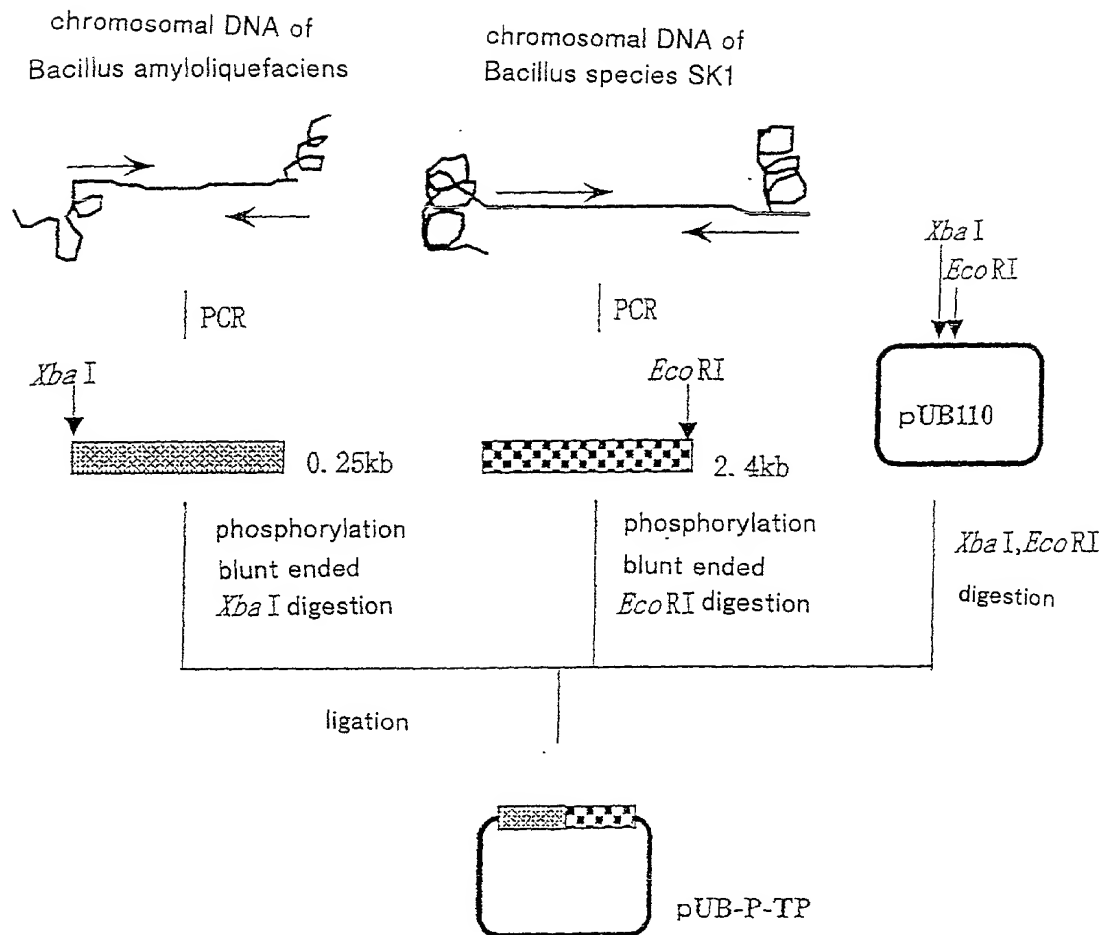 chromosomal DNA of
Bacillus amyloliquefaciens
chromosomal DNA of
Bacillus species SK1
XbaI
EcoRI
PCR
PCR
XbaI
EcoRI
pUB110
0.25kb
2.4kb
phosphorylation
blunt ended
XbaI digestion
phosphorylation
blunt ended
EcoRI digestion
XbaI,EcoRI
digestion
ligation
pUB-P-TP